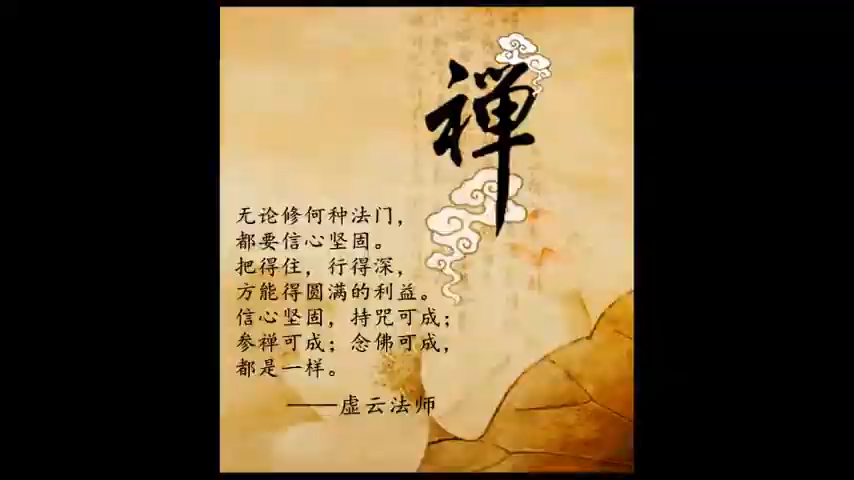 禅
无论修何种法门，
都要信心坚固。
把得住，行得深，
方能得圆满的利益。
信心坚固，持咒可成；
参禅可成；念佛可成，
都是一样。
——虚云法师